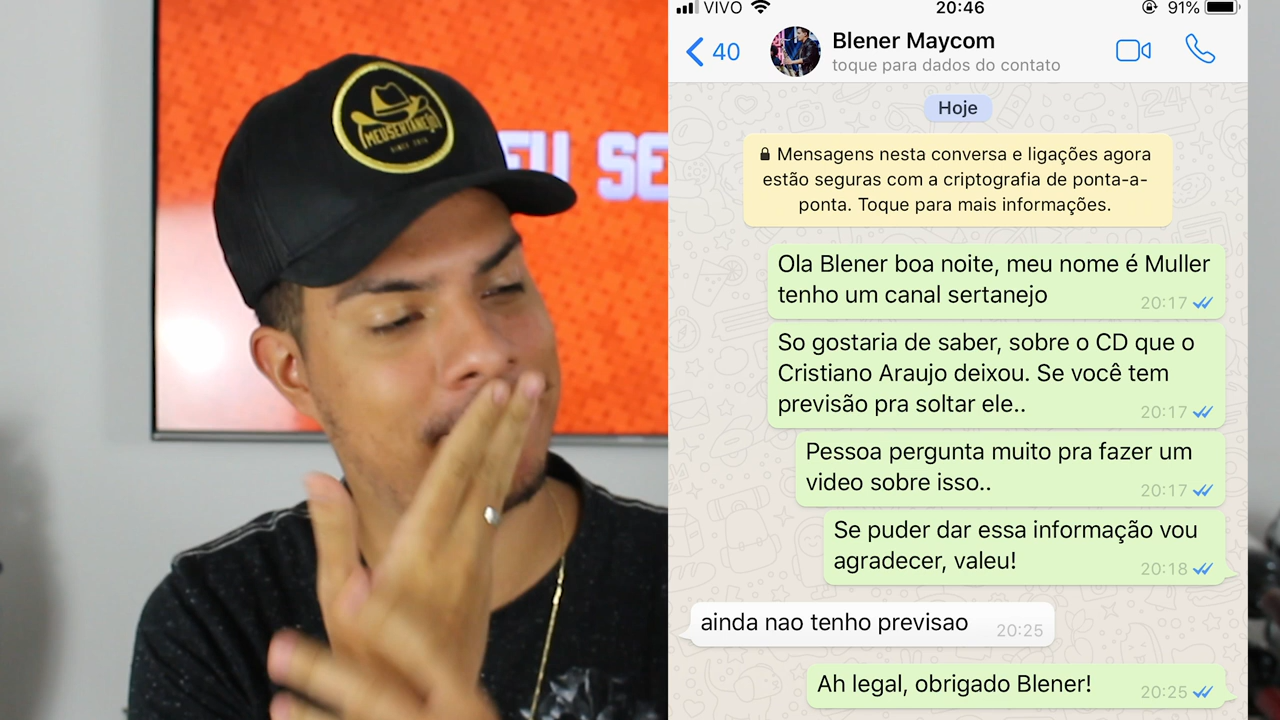 MEUSERTANEJO
EU SE
VIVO
20:46
91%
40
Blener Maycom
toque para dados do contato
Hoje
Mensagens nesta conversa e ligações agora
estão seguras com a criptografia de ponta-a-
ponta. Toque para mais informações.
Ola Blener boa noite, meu nome é Muller
tenho um canal sertanejo
20:17
So gostaria de saber, sobre o CD que o
Cristiano Araujo deixou. Se você tem
previsão pra soltar ele..
20:17
Pessoa pergunta muito pra fazer um
video sobre isso..
20:17
Se puder dar essa informação vou
agradecer, valeu!
20:18
ainda nao tenho previsao
20:25
Ah legal, obrigado Blener!
20:25